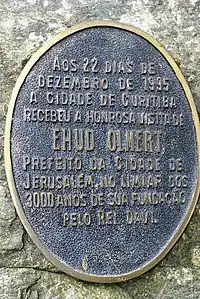 AOS 22 DIAS DE
DEZEMBRO DE 1995
A CIDADE DE CURITIBA
RECEBEU A HONROSA VISITA DE
EHUD OLMERT,
PREFEITO DA CIDADE DE
JERUSALÉM, NO LIMIAR DOS
3000 ANOS DE SUA FUNDAÇÃO
PELO REI DAVI.